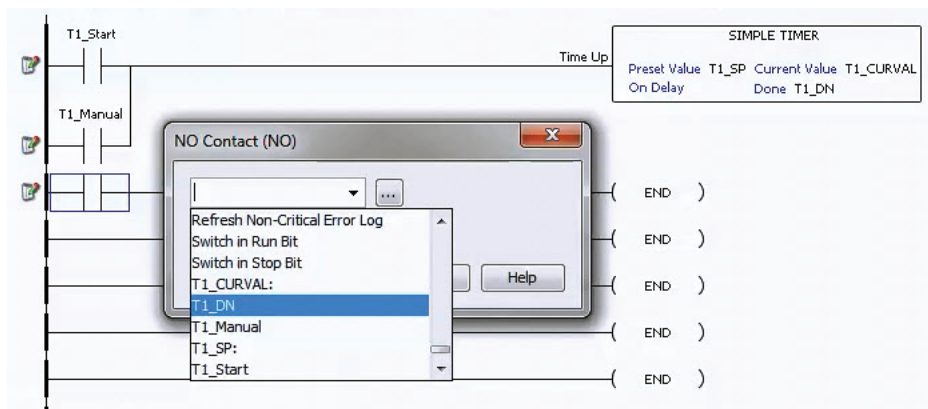 T1_Start
Time Up
SIMPLE TIMER
Preset Value T1_SP Current Value T1_CURVAL
On Delay Done T1_DN
T1_Manual
NO Contact (NO)
...
Refresh Non-Critical Error Log
Switch in Run Bit
Switch in Stop Bit
T1_CURVAL:
T1_DN
T1_Manual
T1_SP:
T1_Start
Help
( END )
( END )
( END )
( END )
( END )